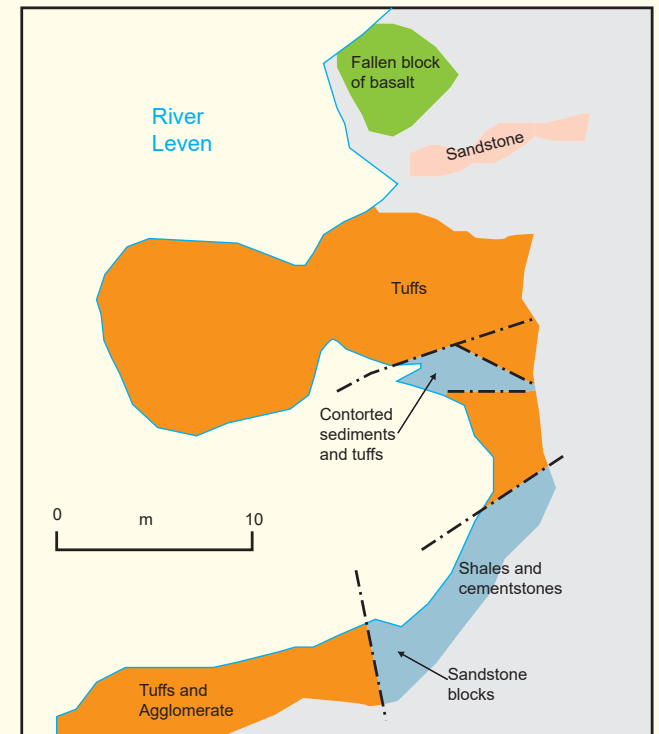 Fallen block
of basalt
River
Leven
Sandstone
Tuffs
Contorted
sediments
and tuffs
0 m 10
Shales and
cementstones
Sandstone
blocks
Tuffs and
Agglomerate